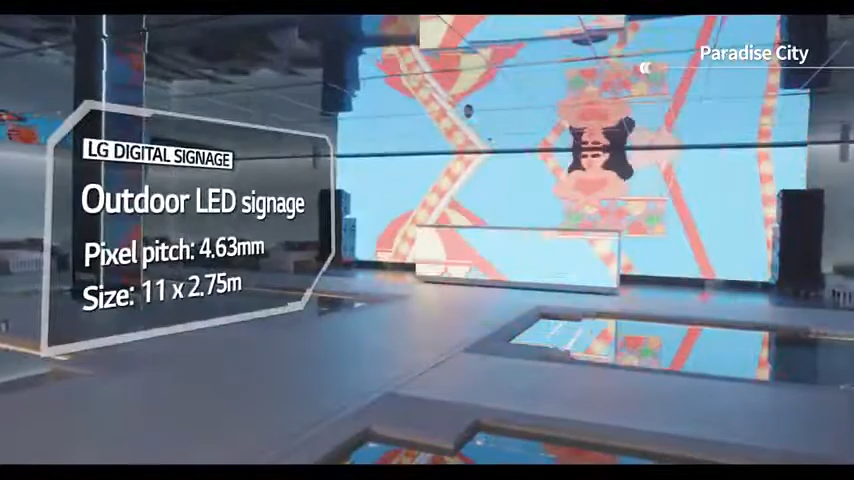 Paradise City
LG DIGITAL SIGNAGE
Outdoor LED signage
Pixel pitch: 4.63mm
Size: 11 x 2.75m